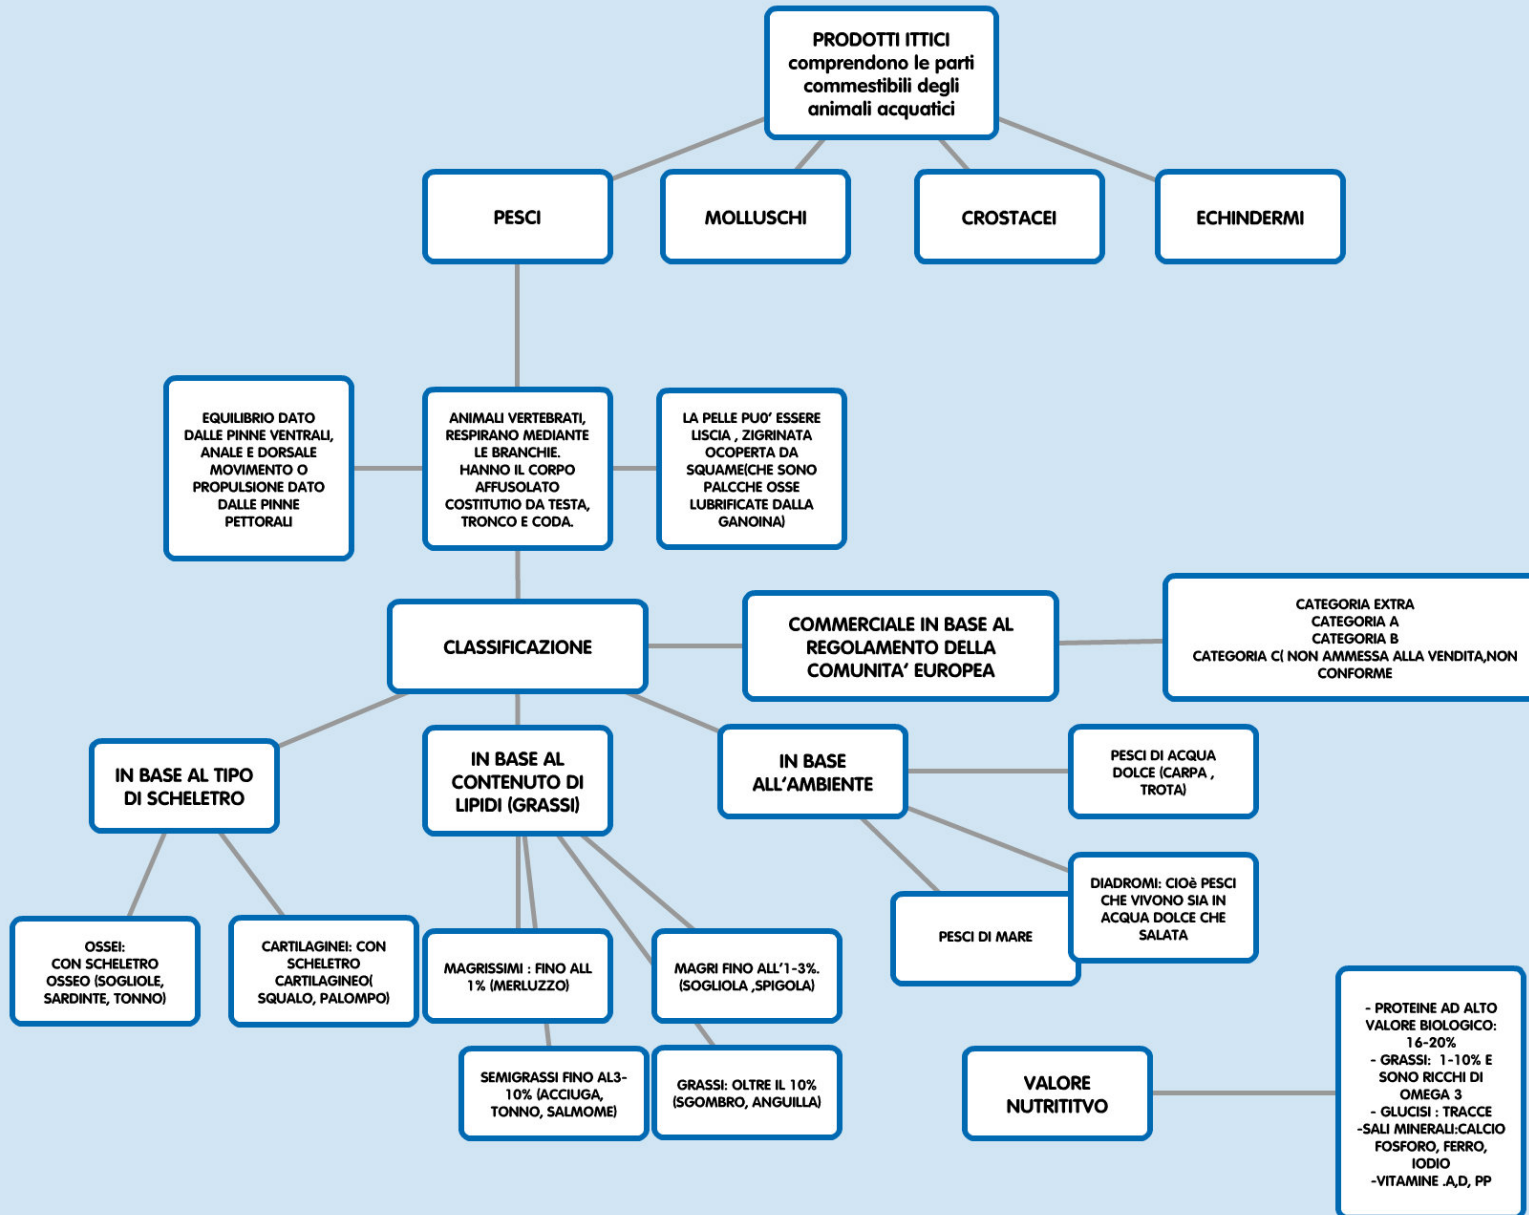 PRODOTTI ITTICI
comprendono le parti
commestibili degli
animali acquatici
PESCI
MOLLUSCHI
CROSTACEI
ECHINDERMI
EQUILIBRIO DATO
DALLE PINNE VENTRALI,
ANALE E DORSALE
MOVIMENTO O
PROPULSIONE DATO
DALLE PINNE
PETTORALI
ANIMALI VERTEBRATI,
RESPIRANO MEDIANTE
LE BRANCHIE.
HANNO IL CORPO
AFFUSOLATO
COSTITUTIO DA TESTA,
TRONCO E CODA.
LA PELLE PU0' ESSERE
LISCIA , ZIGRINATA
OCOPERTA DA
SQUAME(CHE SONO
PALCCHE OSSE
LUBRIFICATE DALLA
GANOINA)
CLASSIFICAZIONE
COMMERCIALE IN BASE AL
REGOLAMENTO DELLA
COMUNITA' EUROPEA
CATEGORIA EXTRA
CATEGORIA A
CATEGORIA B
CATEGORIA C( NON AMMESSA ALLA VENDITA,NON
CONFORME
IN BASE AL TIPO
DI SCHELETRO
IN BASE AL
CONTENUTO DI
LIPIDI (GRASSI)
IN BASE
ALL'AMBIENTE
PESCI DI ACQUA
DOLCE (CARPA ,
TROTA)
DIADROMI: CIOè PESCI
CHE VIVONO SIA IN
ACQUA DOLCE CHE
SALATA
PESCI DI MARE
OSSEI:
CON SCHELETRO
OSSEO (SOGLIOLE,
SARDINTE, TONNO)
CARTILAGINEI: CON
SCHELETRO
CARTILAGINEO(
SQUALO, PALOMPO)
MAGRISSIMI : FINO ALL
1% (MERLUZZO)
MAGRI FINO ALL'1-3%.
(SOGLIOLA ,SPIGOLA)
SEMIGRASSI FINO AL3-
10% (ACCIUGA,
TONNO, SALMOME)
GRASSI: OLTRE IL 10%
(SGOMBRO, ANGUILLA)
VALORE
NUTRITITVO
- PROTEINE AD ALTO
VALORE BIOLOGICO:
16-20%
- GRASSI:  1-10% E
SONO RICCHI DI
OMEGA 3
- GLUCISI : TRACCE
-SALI MINERALI:CALCIO
FOSFORO, FERRO,
IODIO
-VITAMINE .A,D, PP